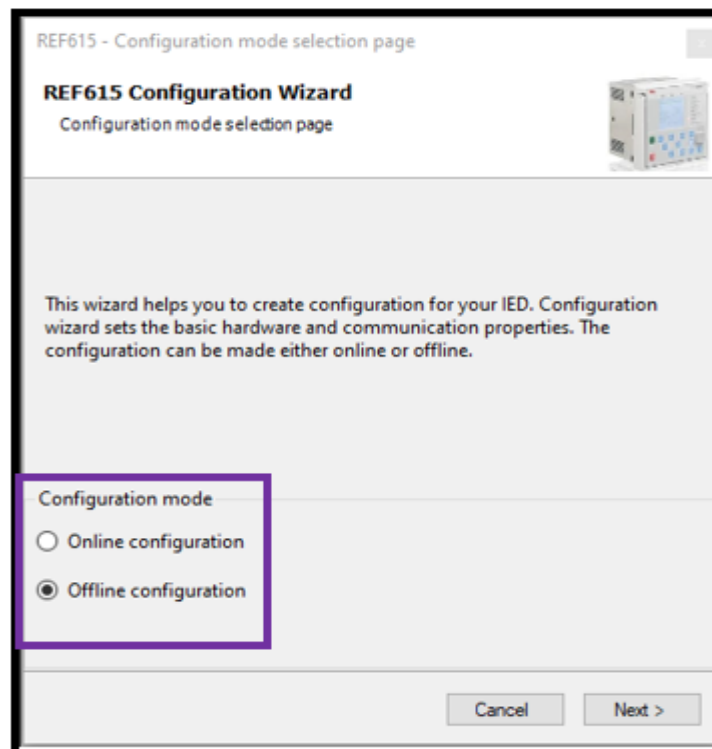 REF615 - Configuration mode selection page
REF615 Configuration Wizard
Configuration mode selection page
This wizard helps you to create configuration for your IED. Configuration
wizard sets the basic hardware and communication properties. The
configuration can be made either online or offline.
Configuration mode
Online configuration
Offline configuration
Cancel
Next >